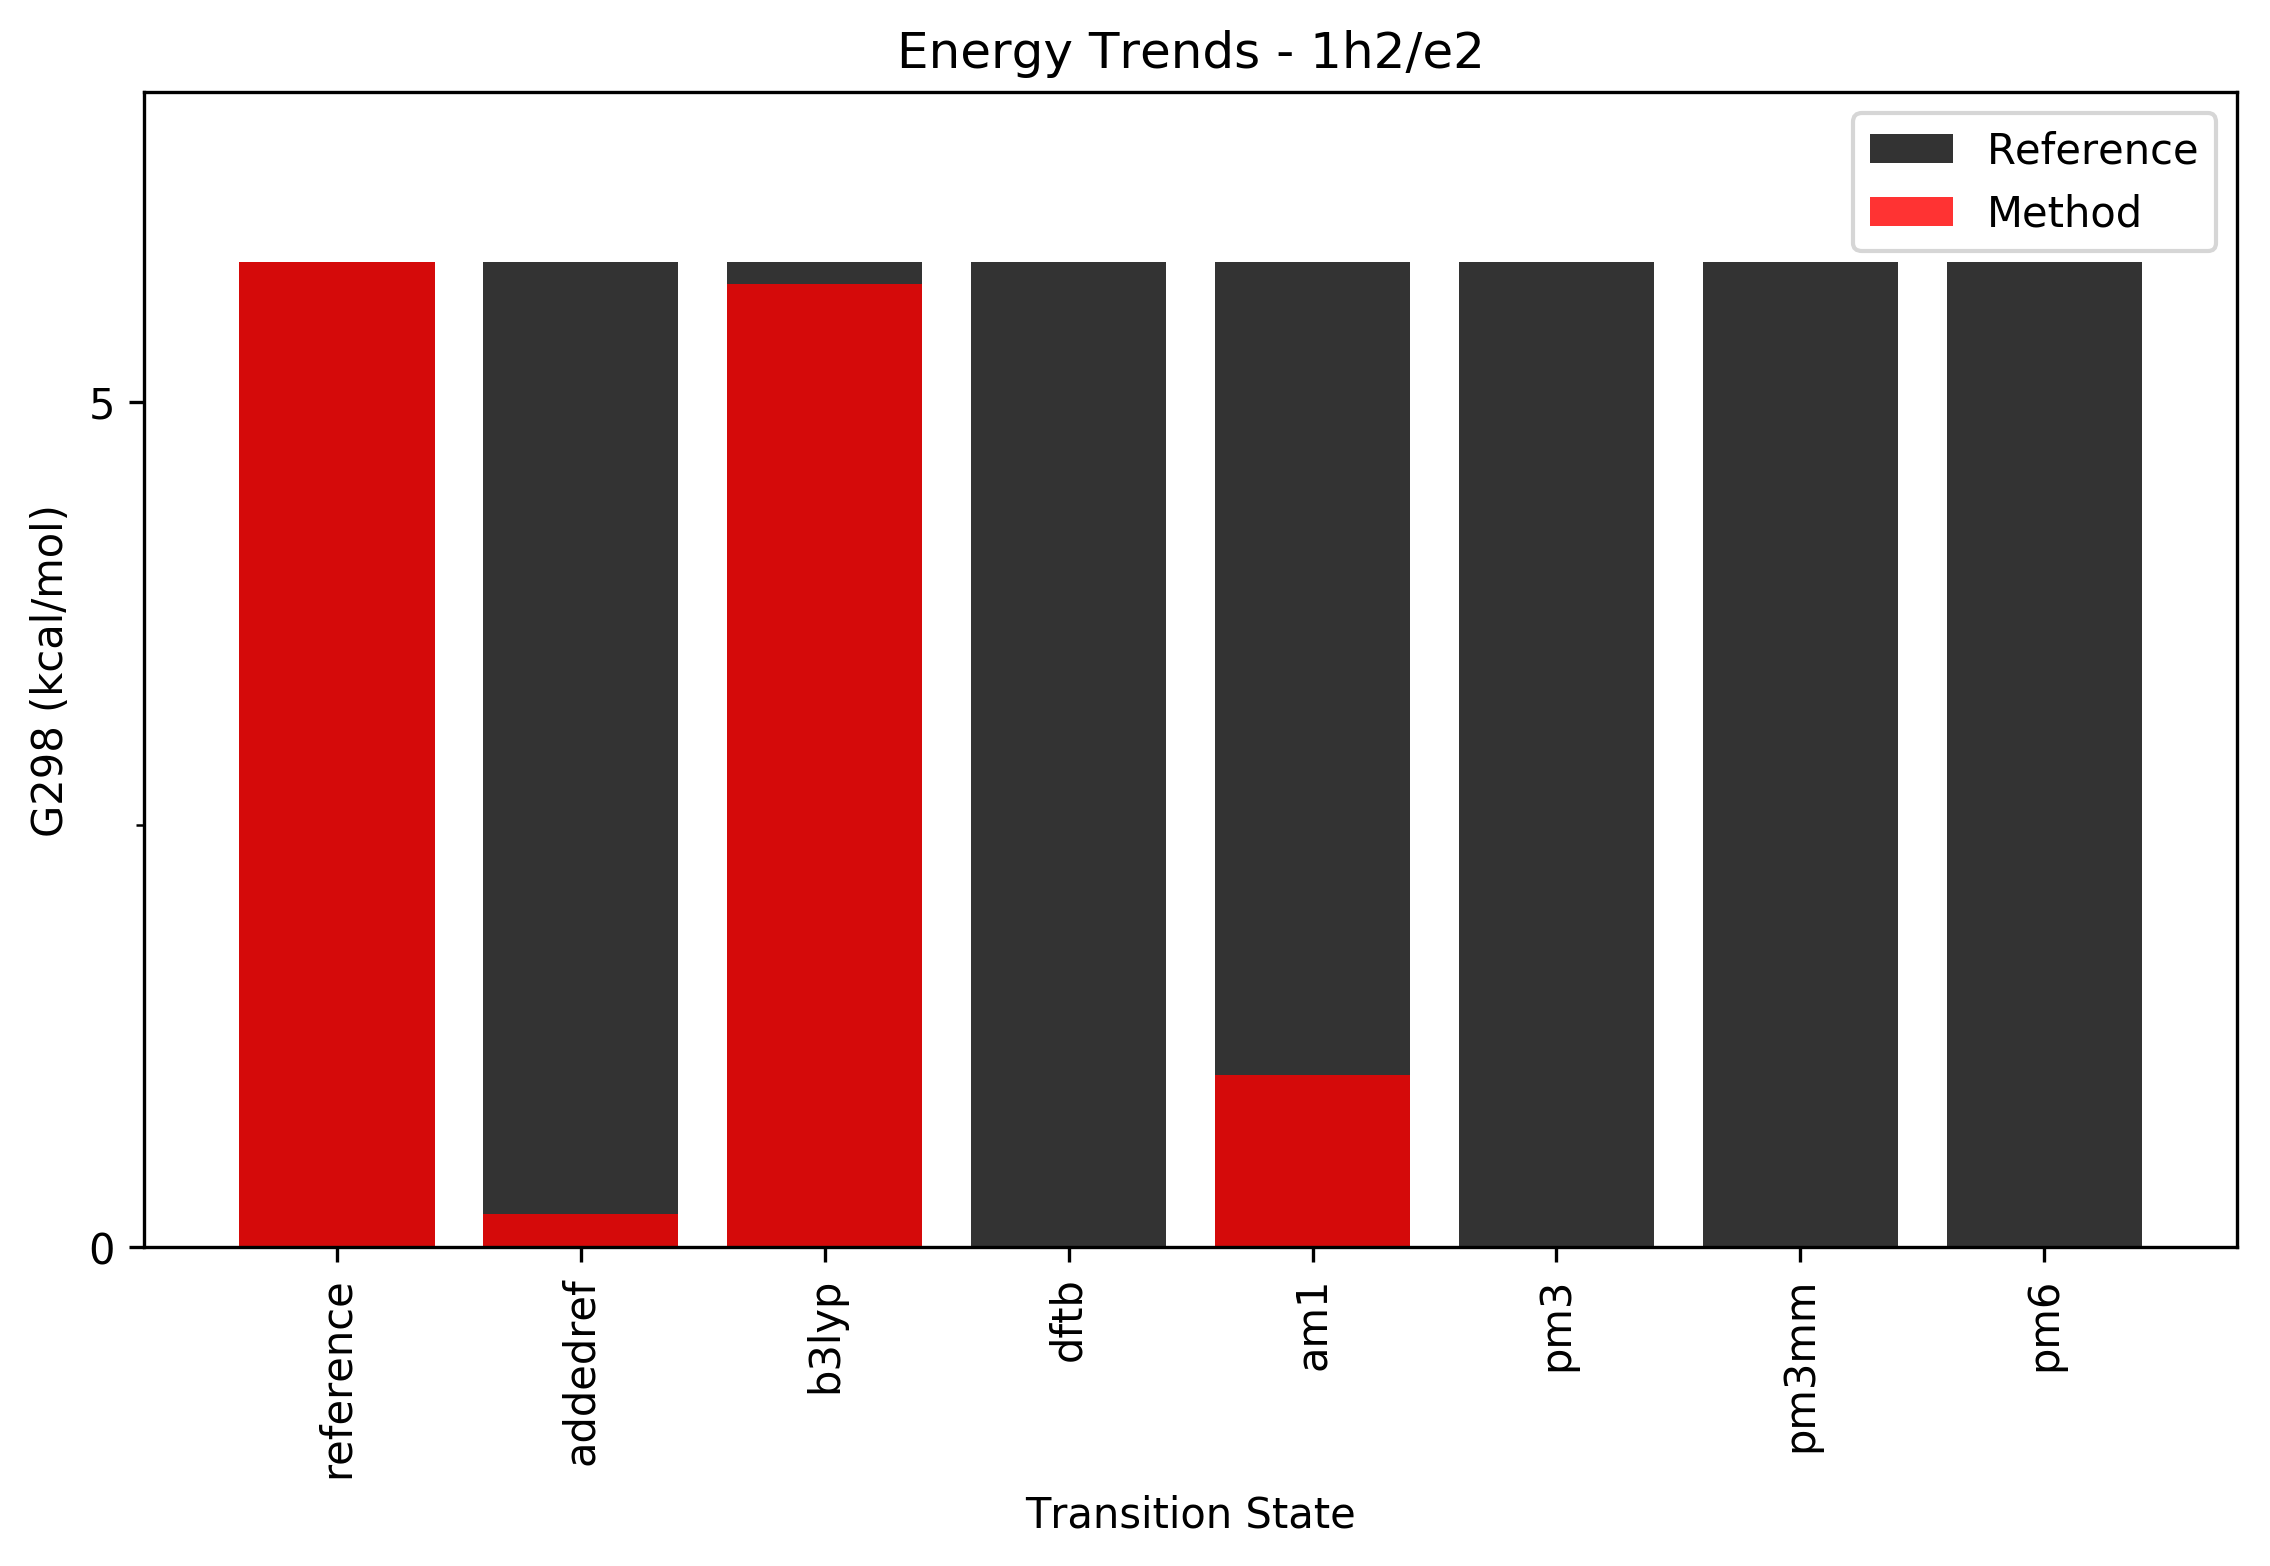 Energy Trends - 1h2/e2
Reference
Method
G298 (kcal/mol)
5
0
reference
addedref
b3lyp
dftb
am1
pm3
pm3mm
pm6
Transition State